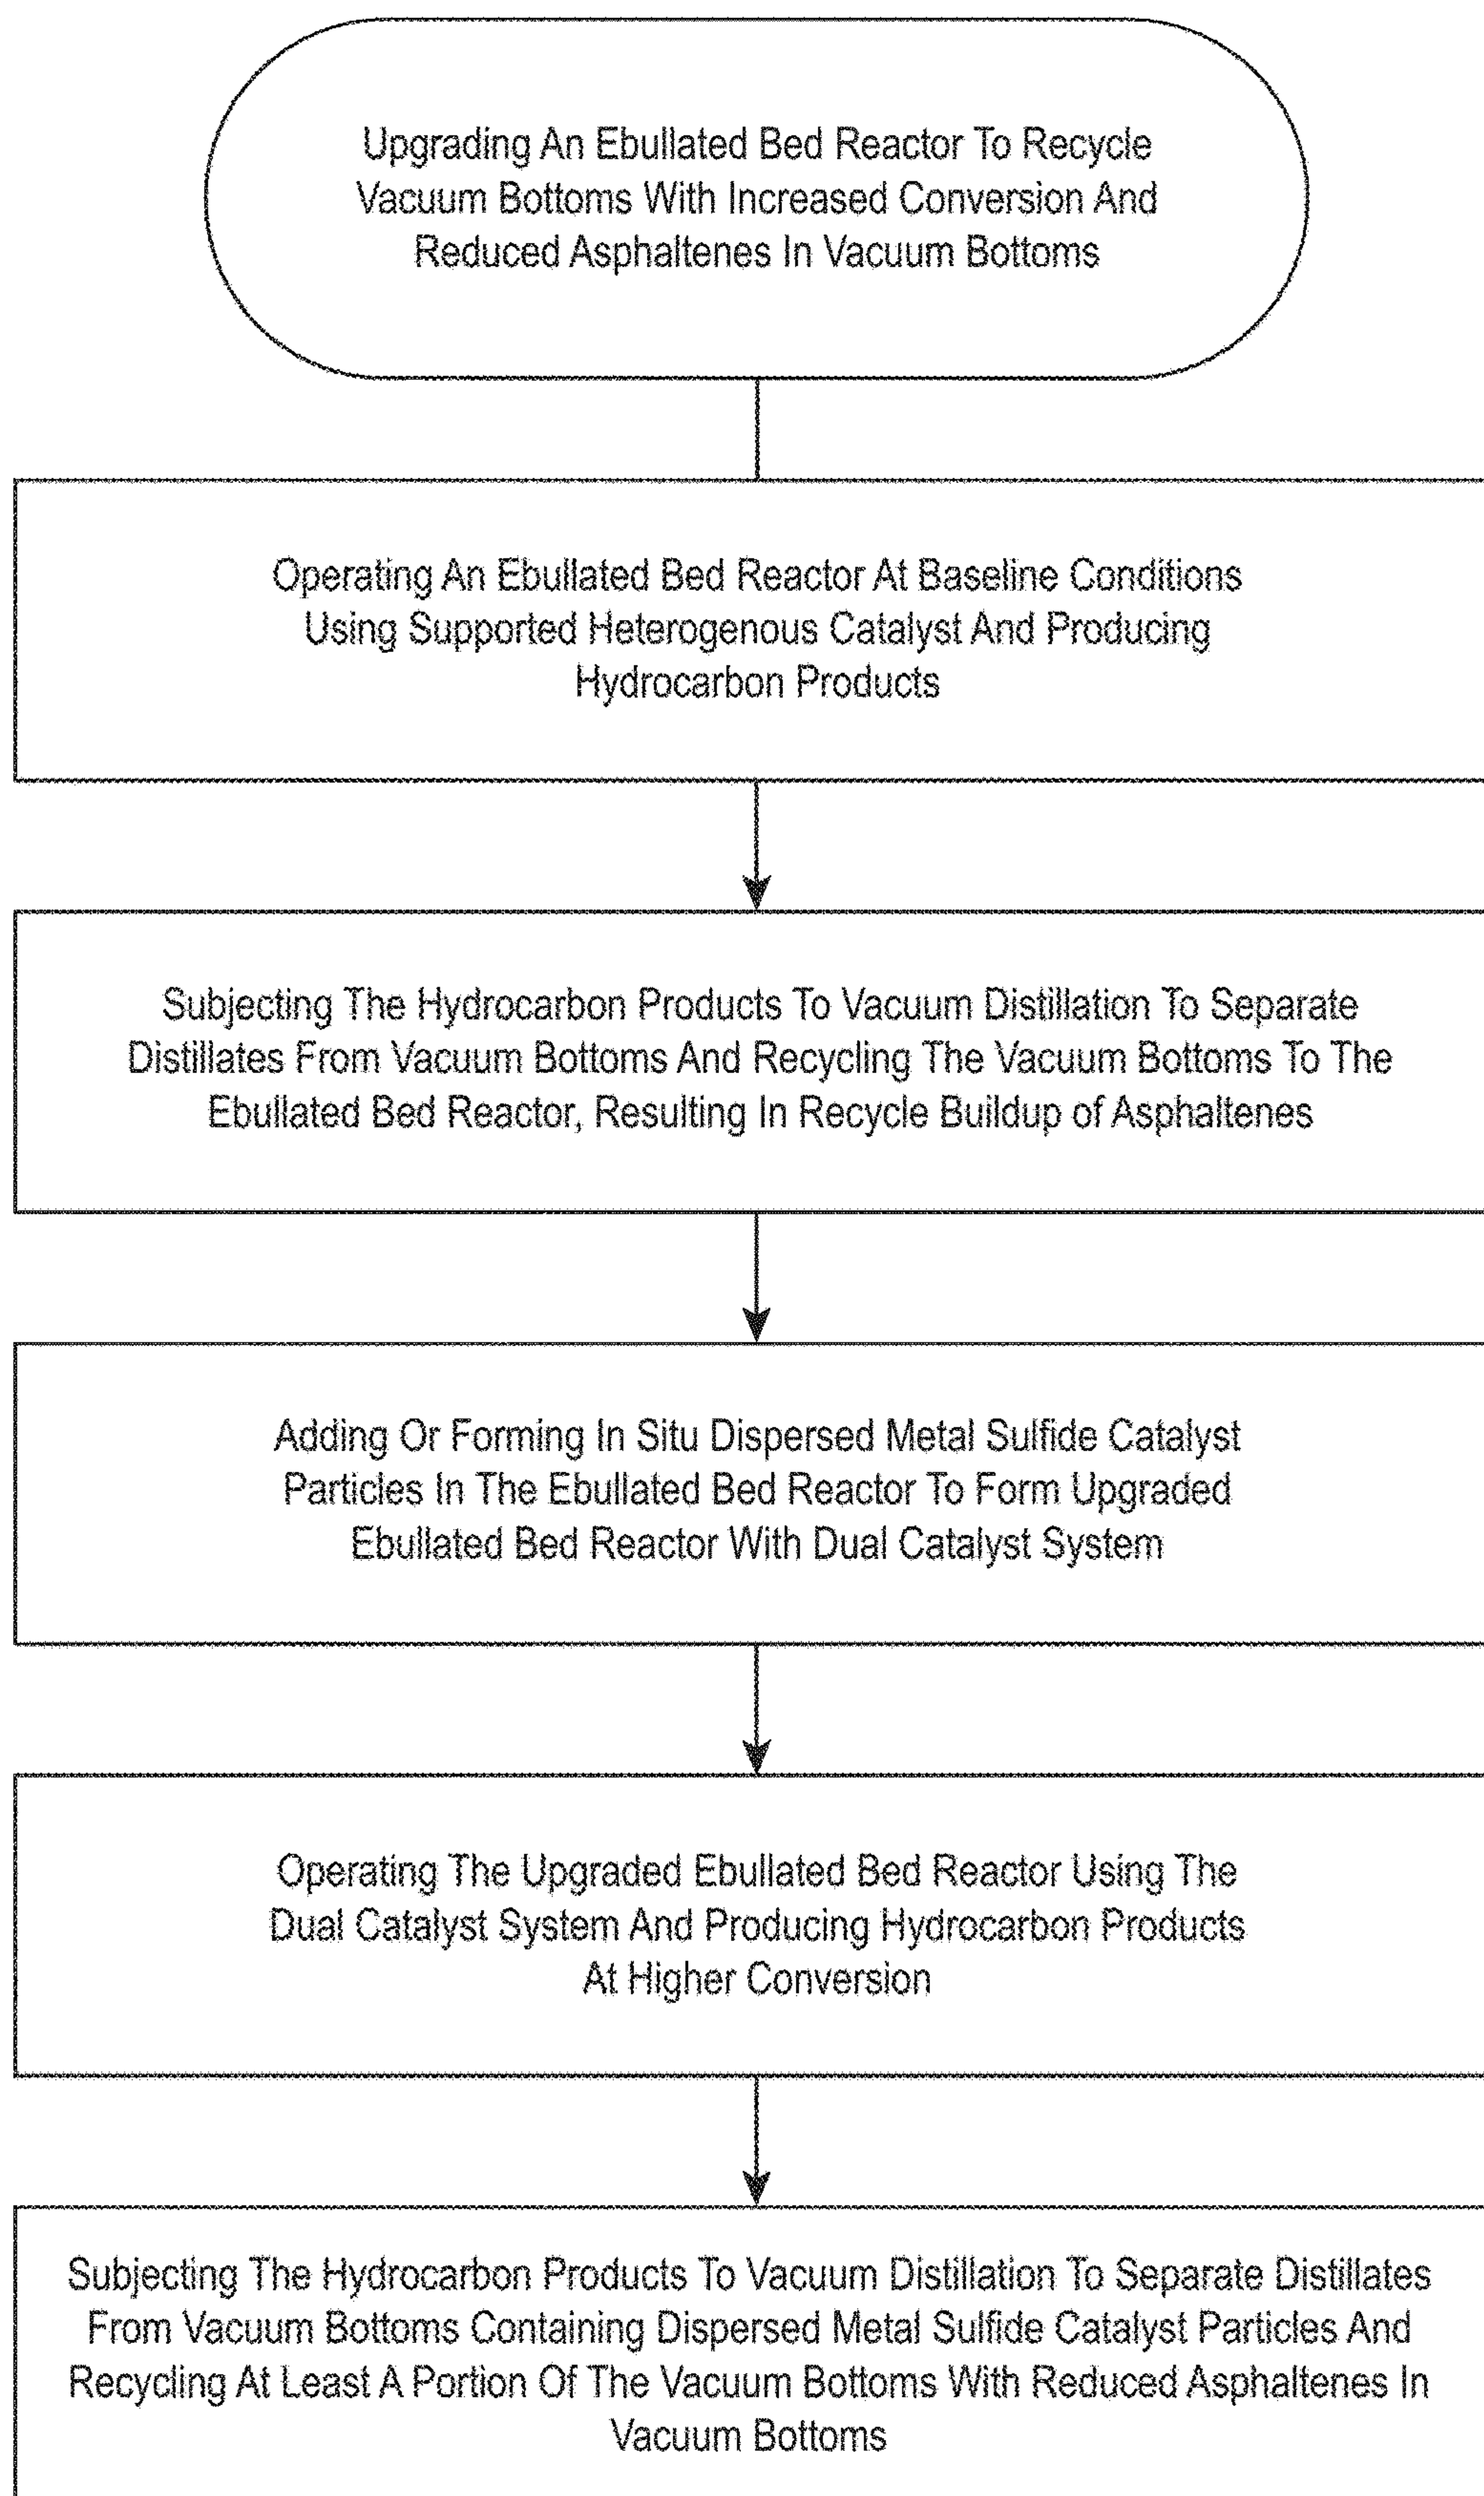 Upgrading An Ebullated Bed Reactor To Recycle
Vacuum Bottoms With Increased Conversion And
Reduced Asphaltenes In Vacuum Bottoms
Operating An Ebullated Bed Reactor At Baseline Conditions
Using Supported Heterogenous Catalyst And Producing
Hydrocarbon Products
Subjecting The Hydrocarbon Products To Vacuum Distillation To Separate
Distillates From Vacuum Bottoms And Recycling The Vacuum Bottoms To The
Ebullated Bed Reactor, Resulting In Recycle Buildup of Asphaltenes
Adding Or Forming In Situ Dispersed Metal Sulfide Catalyst
Particles In The Ebullated Bed Reactor To Form Upgraded
Ebullated Bed Reactor With Dual Catalyst System
Operating The Upgraded Ebullated Bed Reactor Using The
Dual Catalyst System And Producing Hydrocarbon Products
At Higher Conversion
Subjecting The Hydrocarbon Products To Vacuum Distillation To Separate Distillates
From Vacuum Bottoms Containing Dispersed Metal Sulfide Catalyst Particles And
Recycling At Least A Portion Of The Vacuum Bottoms With Reduced Asphaltenes In
Vacuum Bottoms